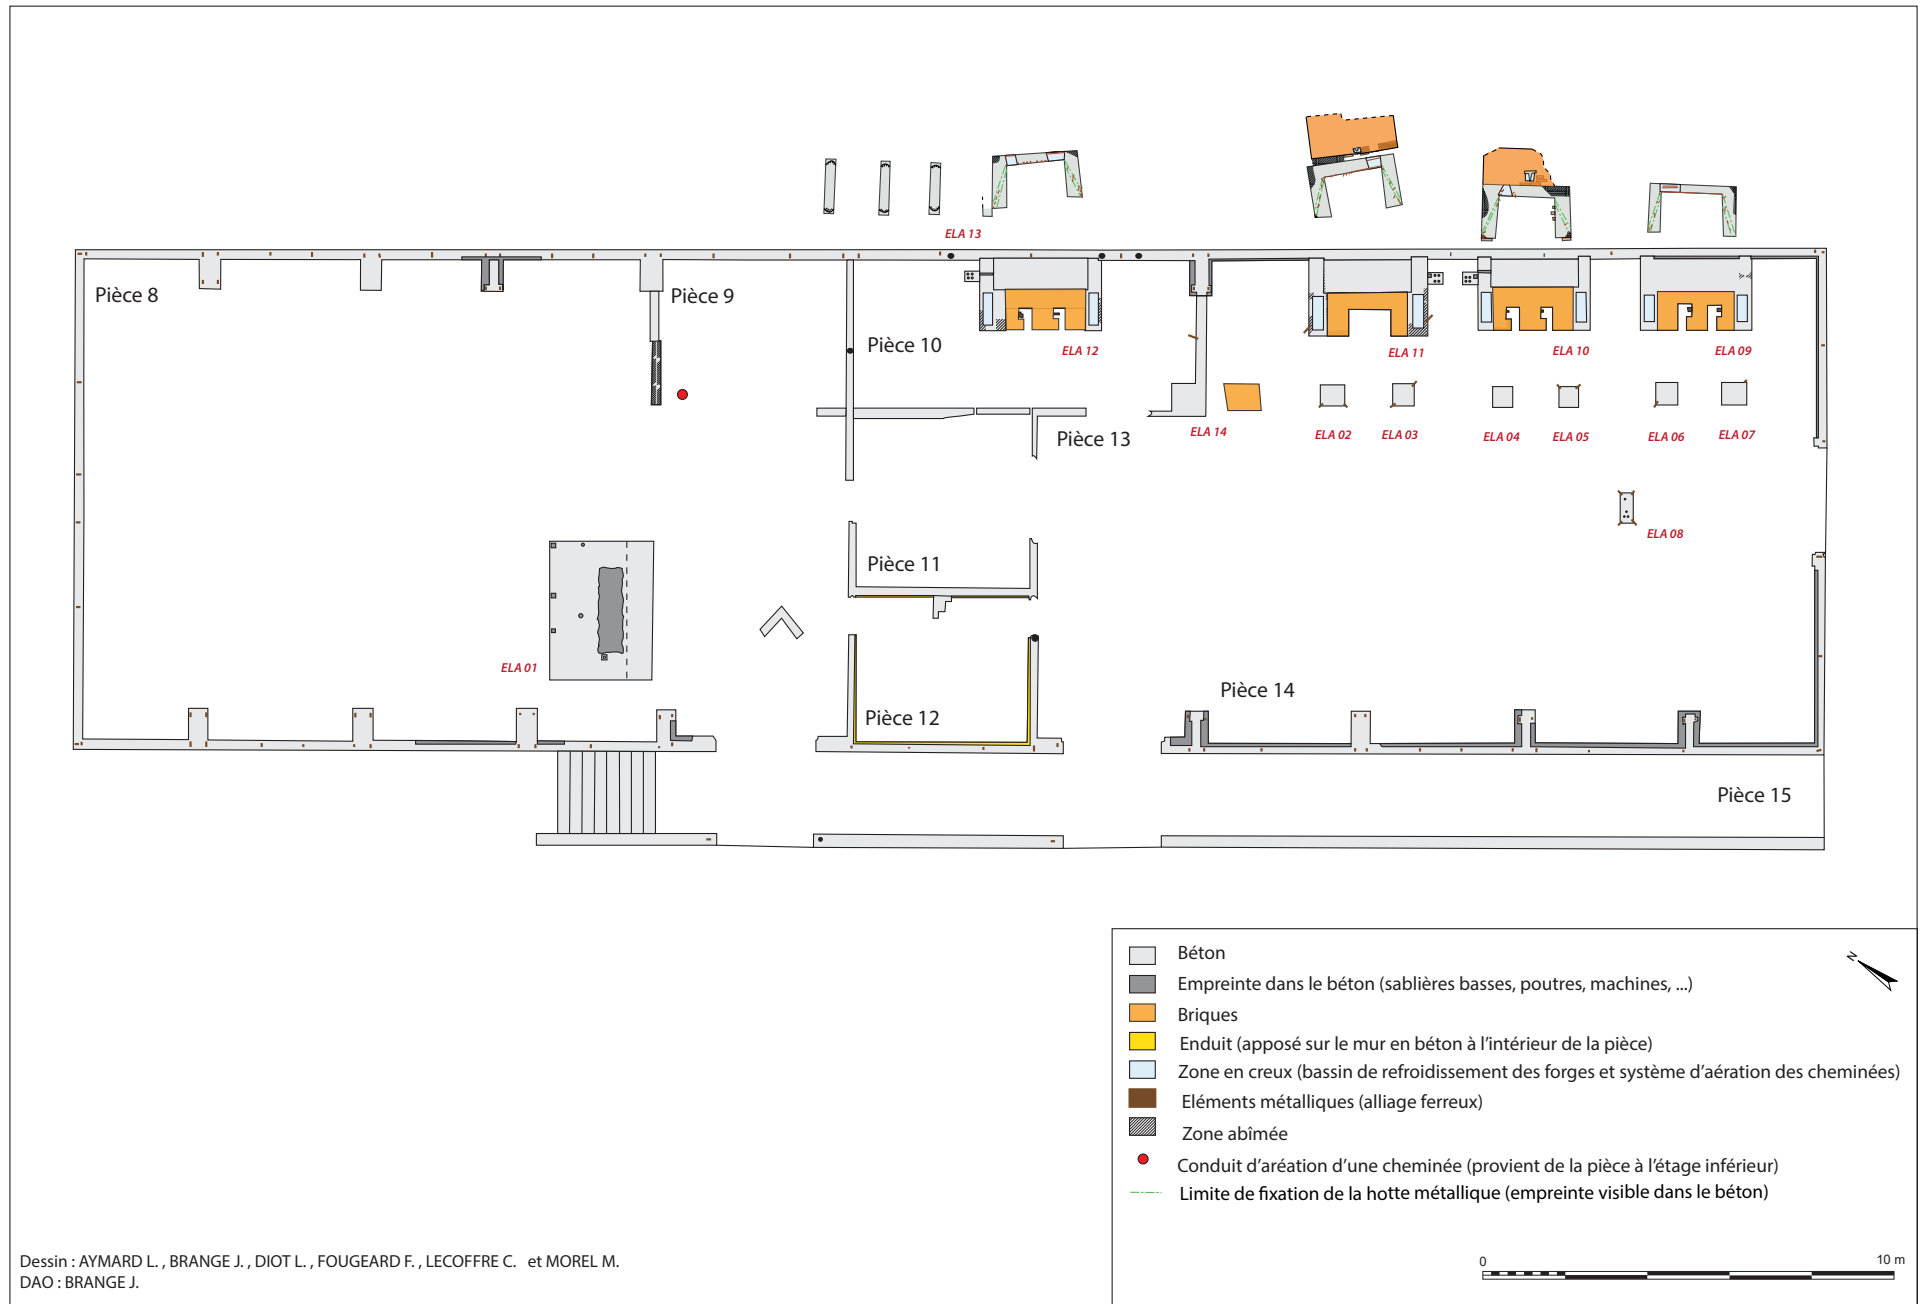 ELA 13
Pièce 8
Pièce 9
Pièce 10
ELA 12
ELA 11
ELA 10
ELA 09
Pièce 13
ELA 14
ELA 02
ELA 03
ELA 04
ELA 05
ELA 06
ELA 07
ELA 08
Pièce 11
ELA 01
Pièce 12
Pièce 14
Pièce 15
Béton
Empreinte dans le béton (sablières basses, poutres, machines, ...)
Briques
Enduit (apposé sur le mur en béton à l'intérieur de la pièce)
Zone en creux (bassin de refroidissement des forges et système d'aération des cheminées)
Eléments métalliques (alliage ferreux)
Zone abîmée
Conduit d'aréation d'une cheminée (provient de la pièce à l'étage inférieur)
Limite de fixation de la hotte métallique (empreinte visible dans le béton)
N
0 10 m
Dessin : AYMARD L. , BRANGE J. , DIOT L. , FOUGEARD F. , LECOFFRE C. et MOREL M.
DAO : BRANGE J.